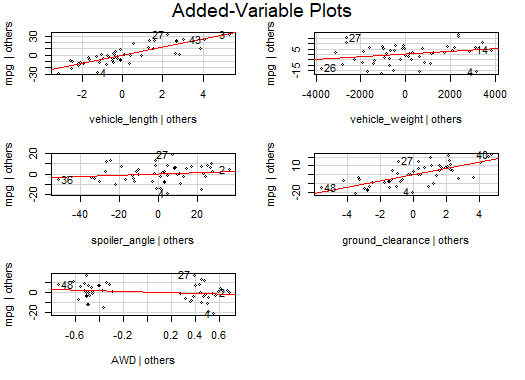 Added-Variable Plots
mpg | others
-30 0 30
27
43
3
4
-2 0 2 4
vehicle_length | others
mpg | others
-15 5
27
14
26
4
-4000 -2000 0 2000 4000
vehicle_weight | others
mpg | others
-20 0 20
27
2
36
4
-40 -20 0 20
spoiler_angle | others
mpg | others
-20 10
27
40
48
4
-4 -2 0 2 4
ground_clearance | others
mpg | others
-20 0
48
27
2
4
-0.6 -0.2 0.2 0.4 0.6
AWD | others